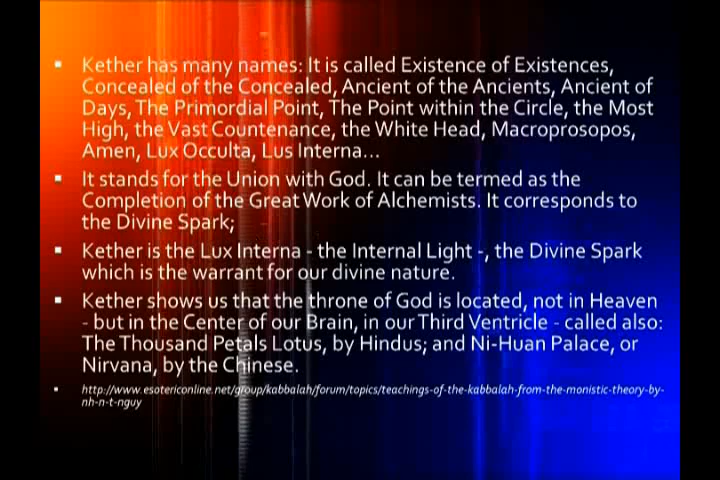 Kether has many names: It is called Existence of Existences,
Concealed of the Concealed, Ancient of the Ancients, Ancient of
Days, The Primordial Point, The Point within the Circle, the Most
High, the Vast Countenance, the White Head, Macroprosopos,
Amen, Lux Occulta, Lus Interna...
It stands for the Union with God. It can be termed as the
Completion of the Great Work of Alchemists. It corresponds to
the Divine Spark;
Kether is the Lux Interna - the Internal Light -, the Divine Spark
which is the warrant for our divine nature.
Kether shows us that the throne of God is located, not in Heaven
- but in the Center of our Brain, in our Third Ventricle - called also:
The Thousand Petals Lotus, by Hindus; and Ni-Huan Palace, or
Nirvana, by the Chinese.
http://www.esotericonline.net/group/kabbalah/forum/topics/teachings-of-the-kabbalah-from-the-monistic-theory-by-
nh-n-t-nguy